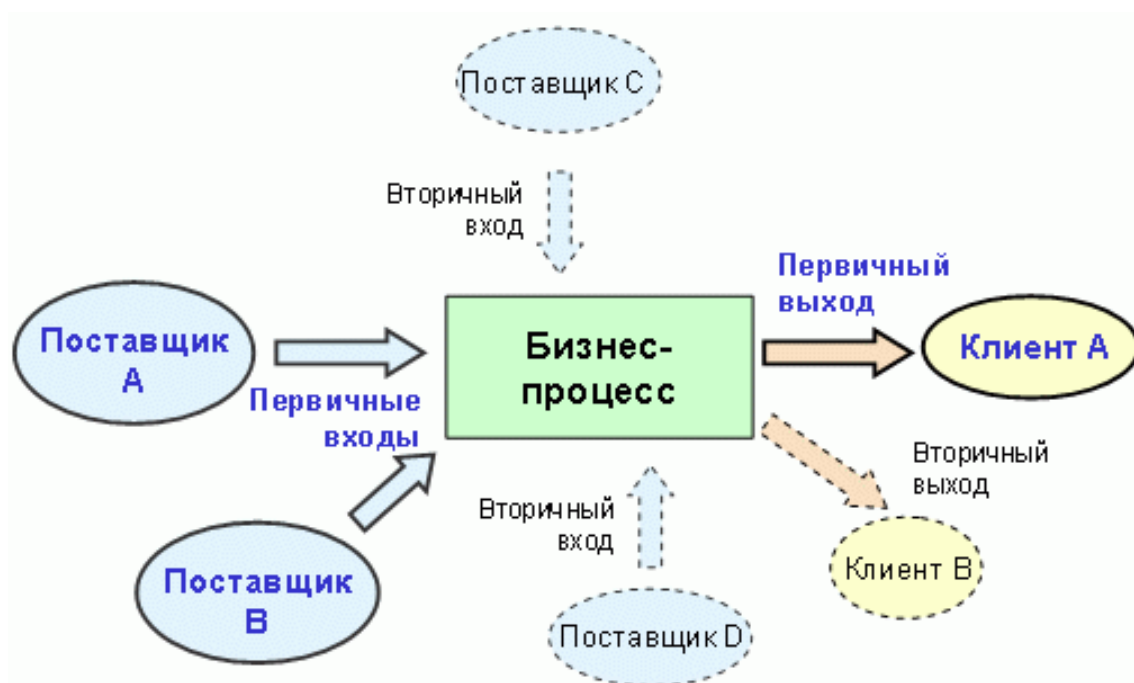 Поставщик C
Вторичный
вход
Первичный
выход
Поставщик
A
Бизнес-
процесс
Клиент A
Первичные
входы
Вторичный
выход
Вторичный
вход
Поставщик
B
Клиент B
Поставщик D